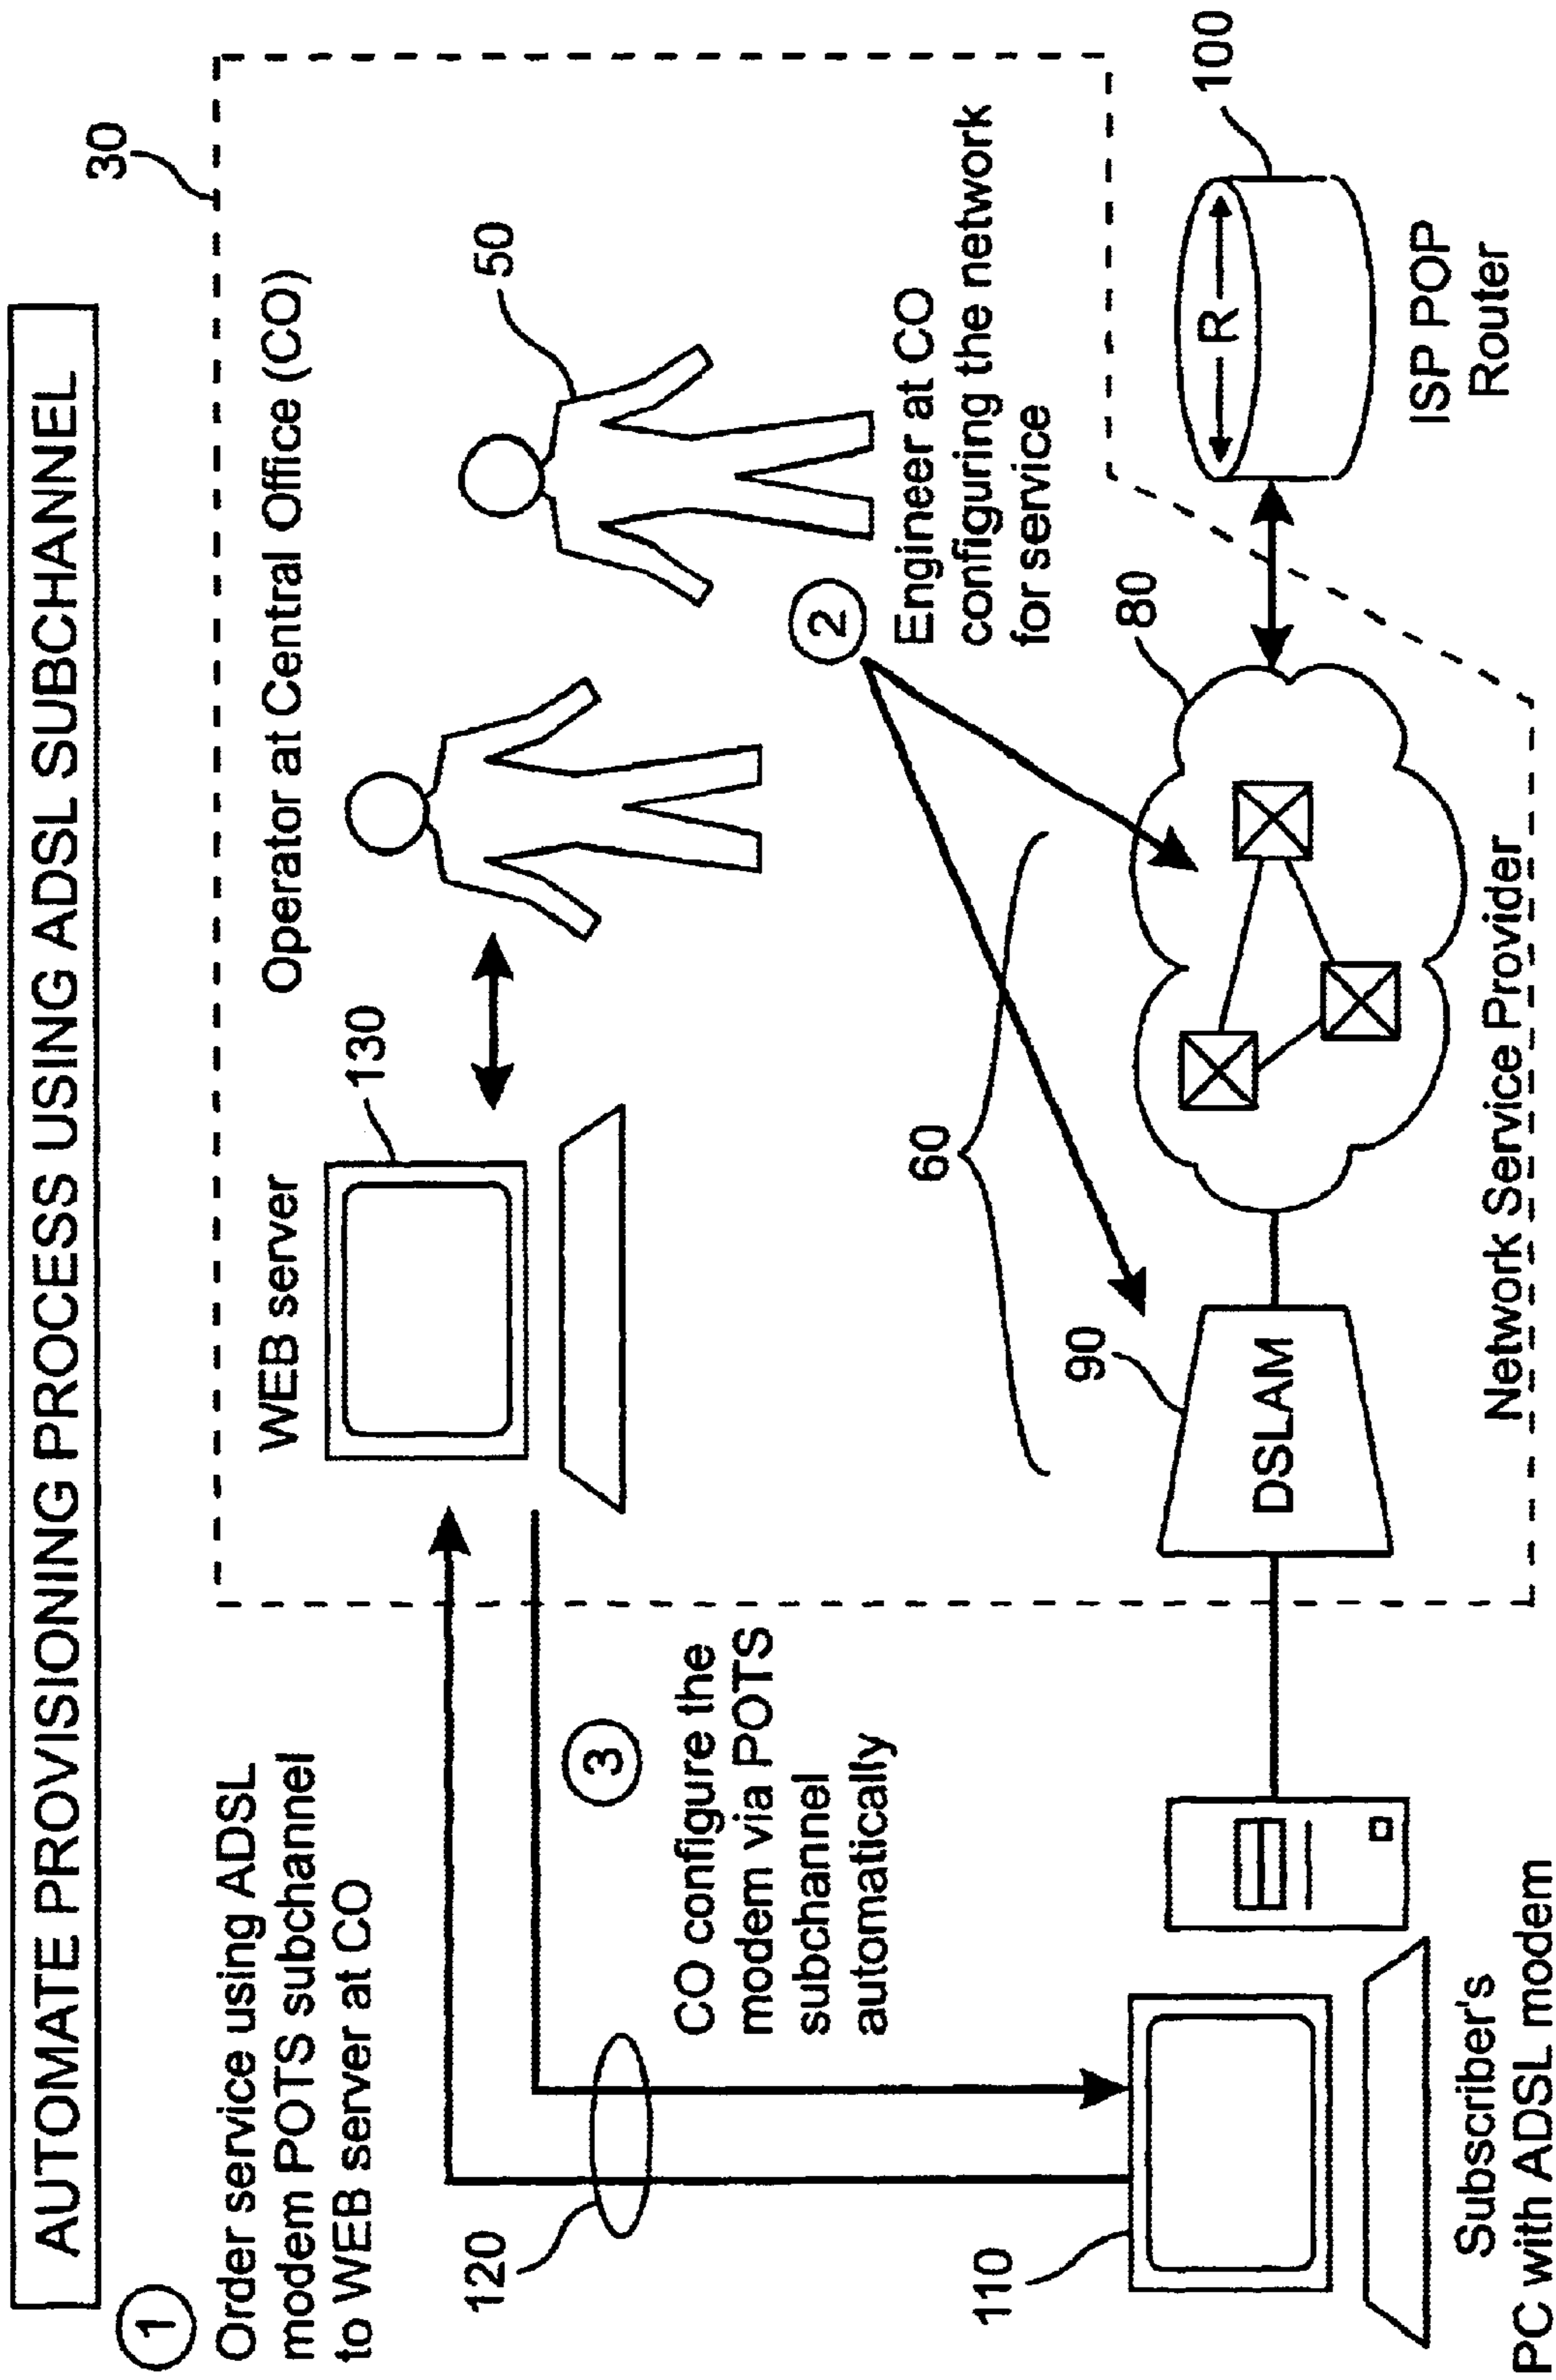 AUTOMATE PROVISIONING PROCESS USING ADSL SUBCHANNEL
1
Order service using ADSL
modem POTS subchannel
to WEB server at CO
30
WEB server
130
Operator at Central Office (CO)
50
120
3
CO configure the
modem via POTS
subchannel
automatically
2
Engineer at CO
configuring the network
for service
60
110
90
DSLAM
80
100
R
ISP POP
Router
Network Service Provider
Subscriber's
PC with ADSL modem